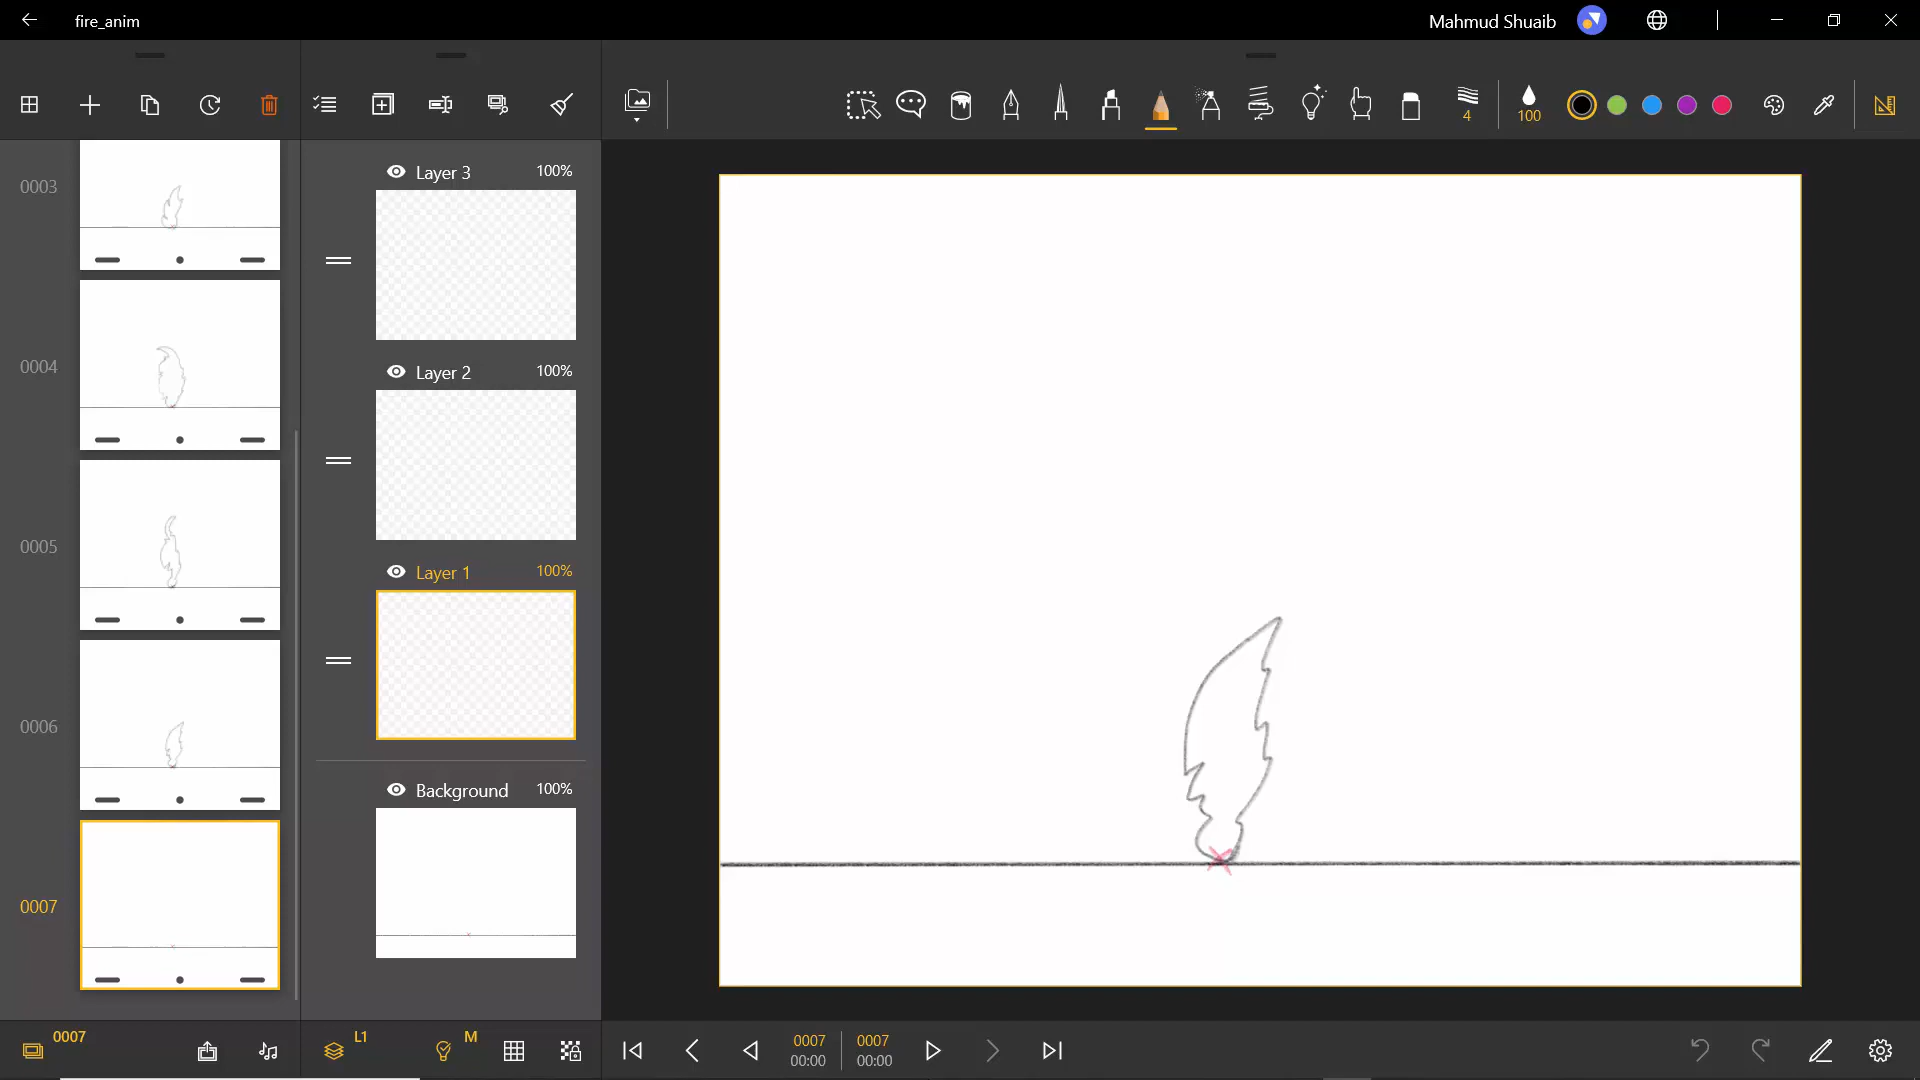 fire_anim
Mahmud Shuaib
4
100
0003
0004
0005
0006
0007
Layer 3 100%
Layer 2 100%
Layer 1 100%
Background 100%
0007
L1
M
0007
00:00
0007
00:00